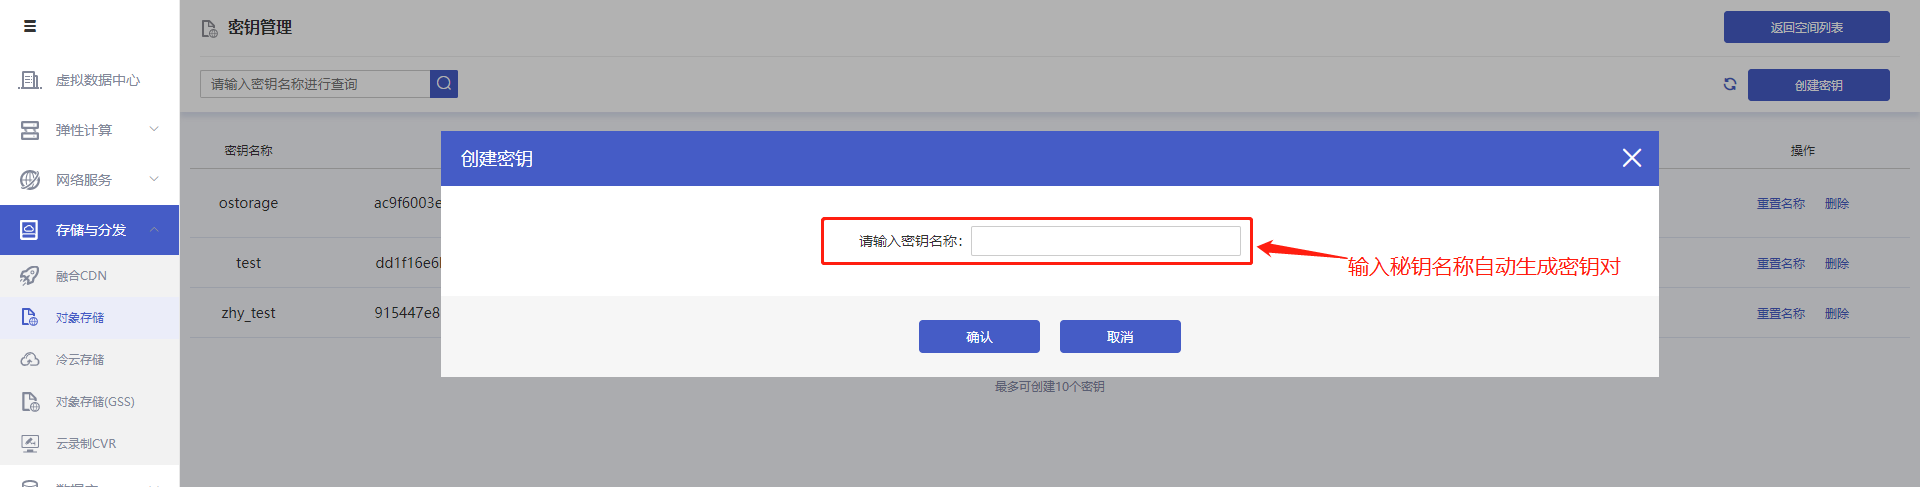 密钥管理
返回空间列表
请输入密钥名称进行查询
创建密钥
虚拟数据中心
弹性计算
网络服务
存储与分发
融合CDN
对象存储
冷云存储
对象存储(GSS)
云录制CVR
密钥名称
操作
ostorage
ac9f6003e
重置名称 删除
test
dd1f16e6
重置名称 删除
zhy_test
915447e8
重置名称 删除
创建密钥
请输入密钥名称:
输入秘钥名称自动生成密钥对
确认
取消
最多可创建10个密钥